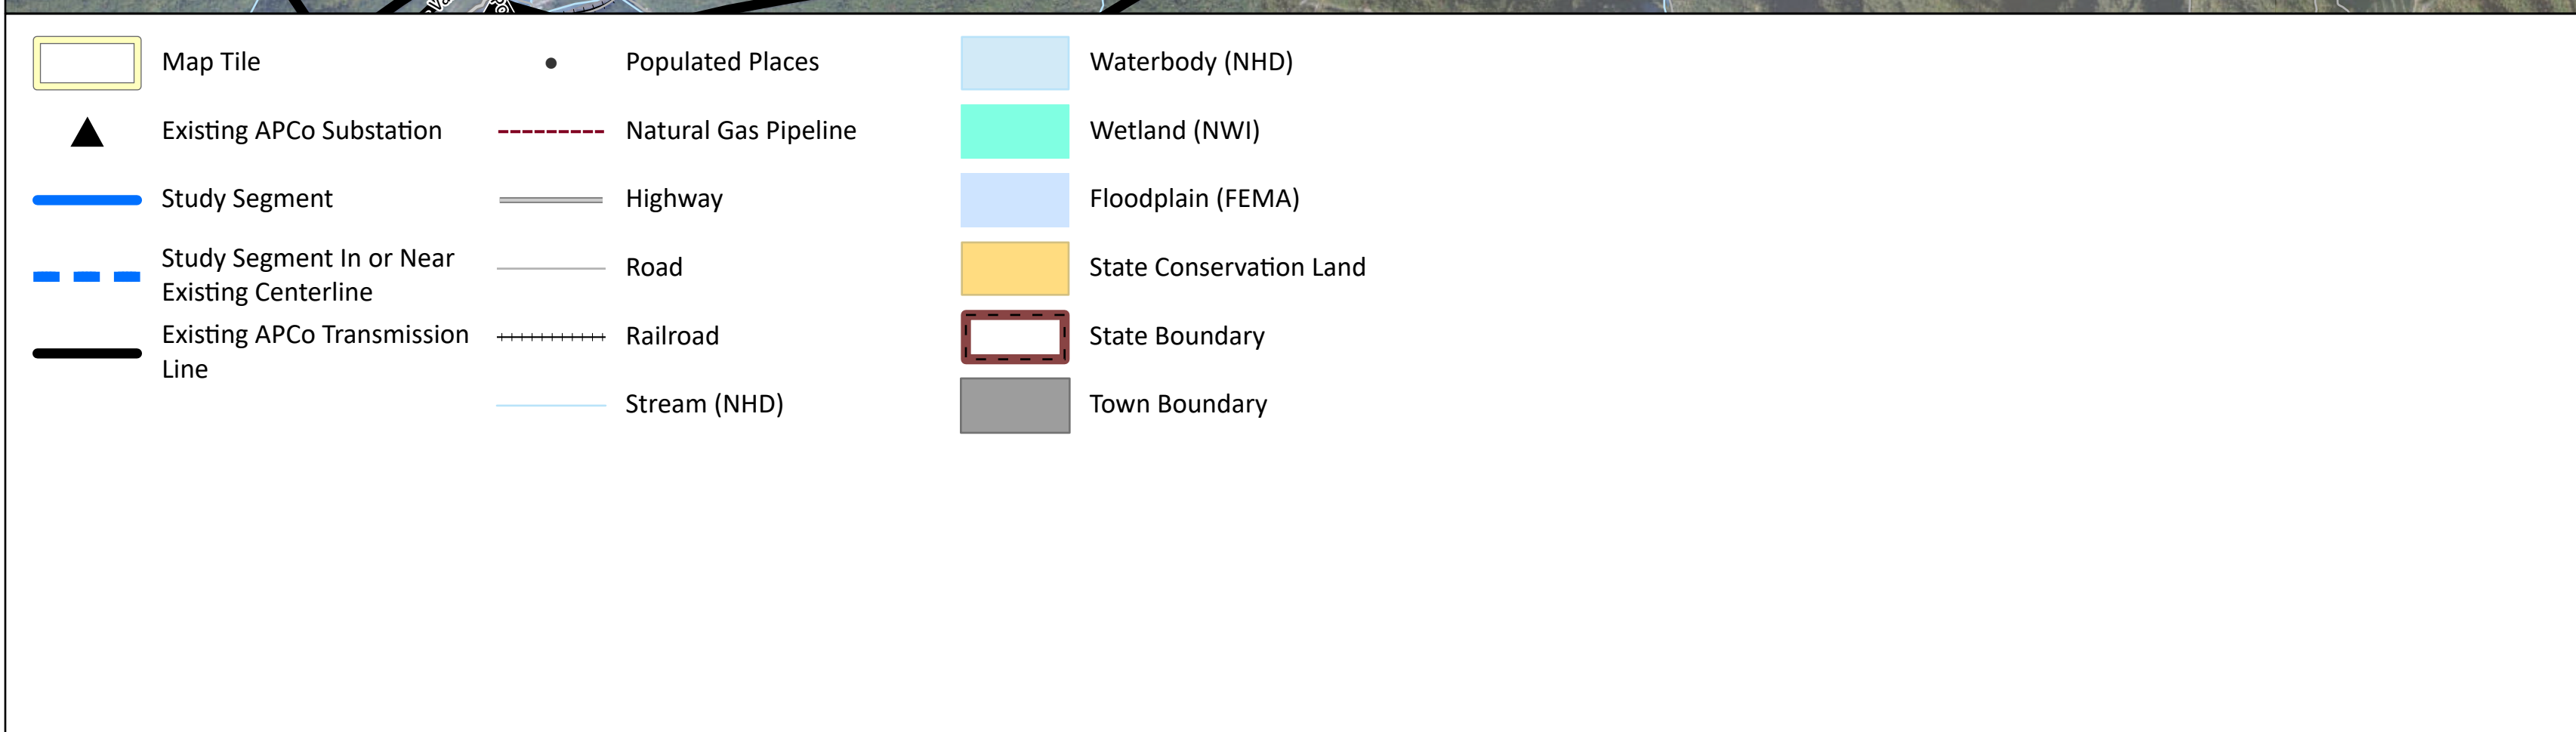 Map Tile
Existing APCo Substation
Study Segment
Study Segment In or Near
Existing Centerline
Existing APCo Transmission
Line
Populated Places
Natural Gas Pipeline
Highway
Road
Railroad
Stream (NHD)
Waterbody (NHD)
Wetland (NWI)
Floodplain (FEMA)
State Conservation Land
State Boundary
Town Boundary